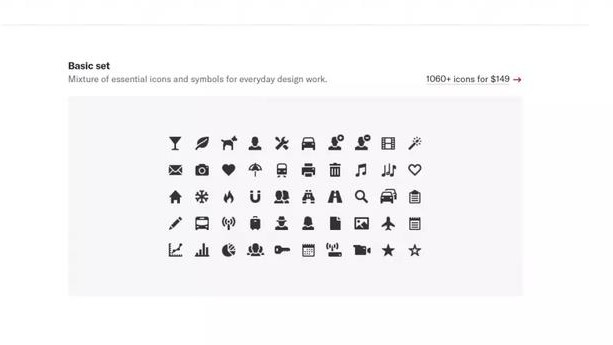 Basic set
Mixture of essential icons and symbols for everyday design work.
1060+ icons for $149 →